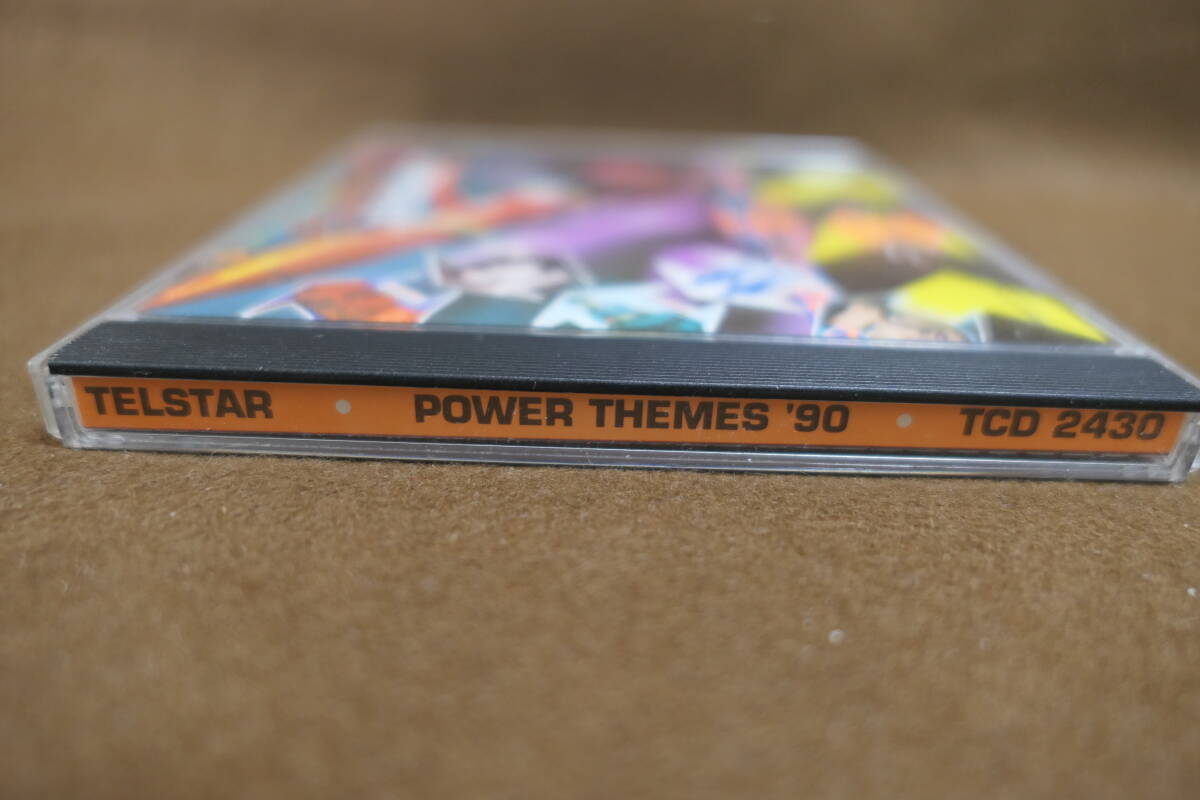 TELSTAR • POWER THEMES '90 • TCD 2430